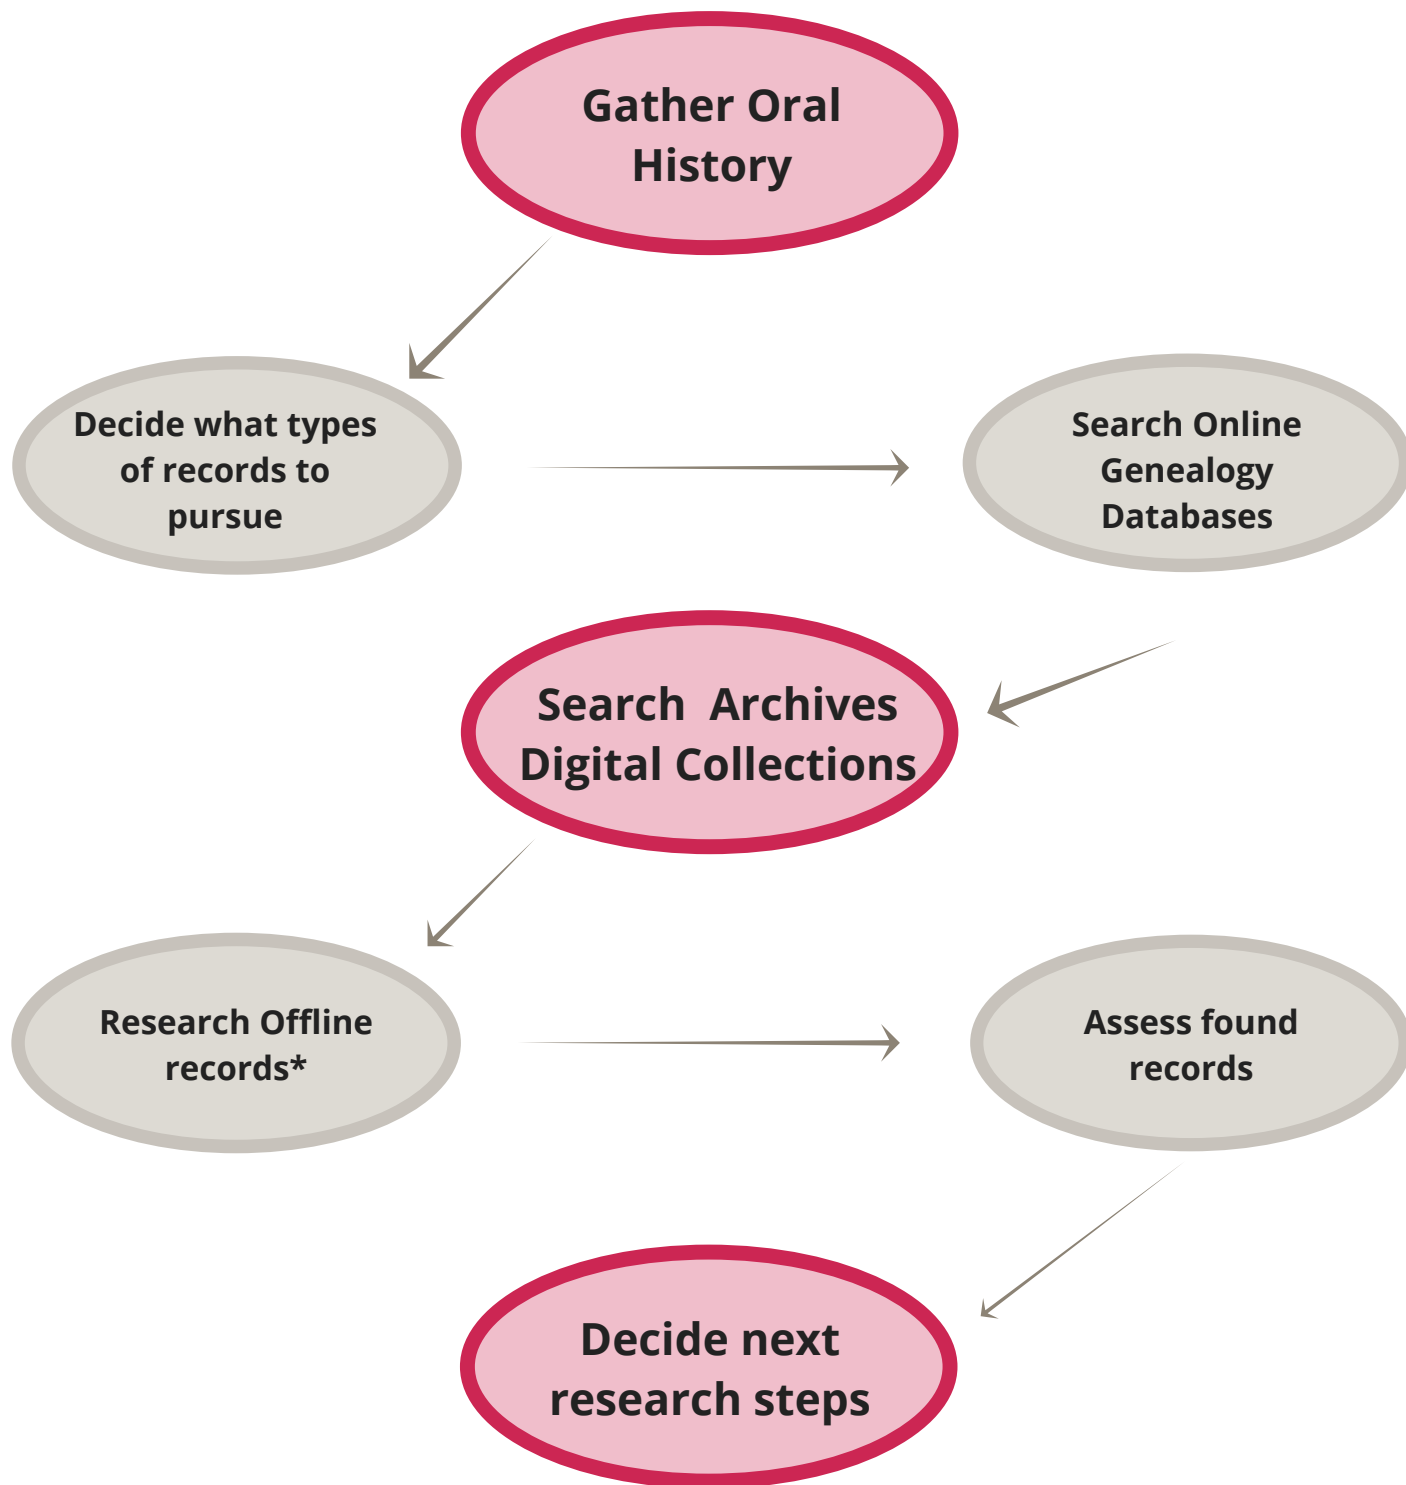 Gather Oral
History
Decide what types
of records to
pursue
Search Online
Genealogy
Databases
Search  Archives
Digital Collections
Research Offline
records*
Assess found
records
Decide next
research steps